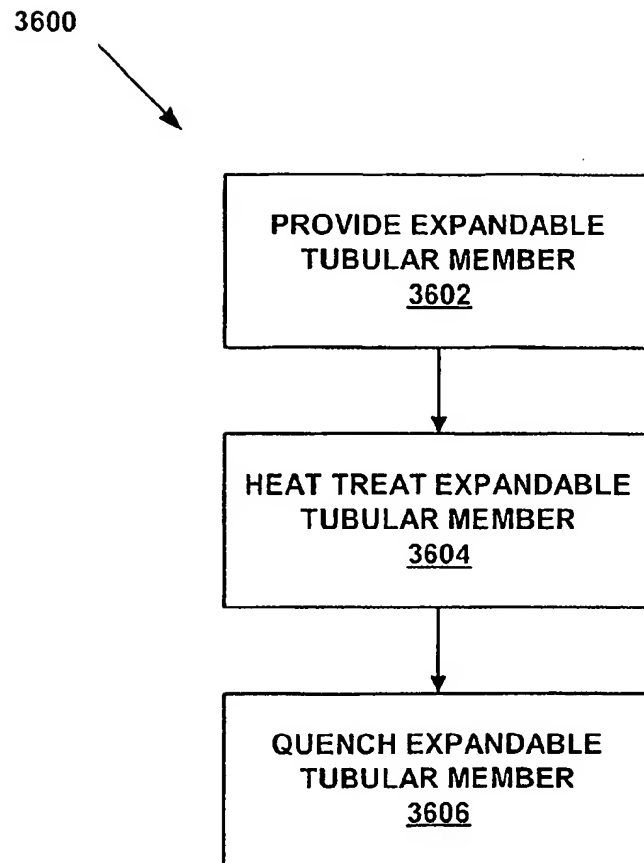 3600
PROVIDE EXPANDABLE
TUBULAR MEMBER
3602
HEAT TREAT EXPANDABLE
TUBULAR MEMBER
3604
QUENCH EXPANDABLE
TUBULAR MEMBER
3606